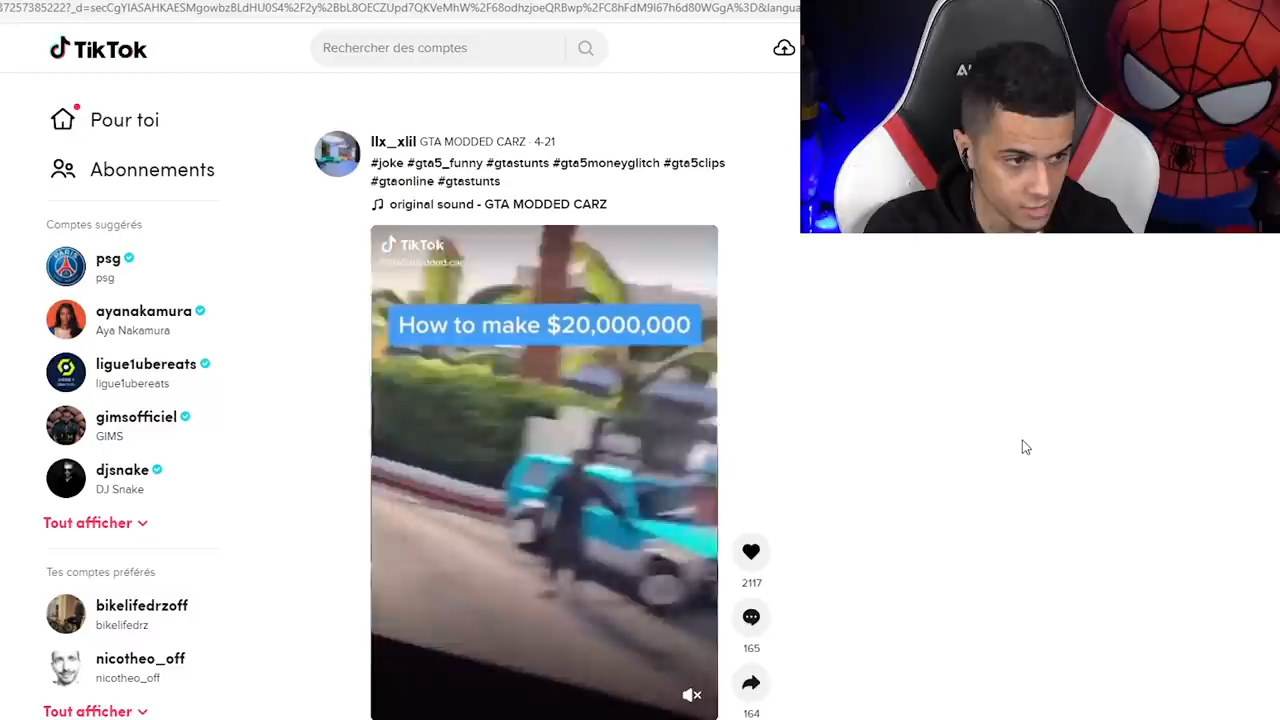 TikTok
Rechercher des comptes
Pour toi
Abonnements
Comptes suggérés
psg
psg
ayanakamura
Aya Nakamura
ligue1ubereats
ligue1ubereats
gimsofficiel
GIMS
djsnake
DJ Snake
Tout afficher
Tes comptes préférés
bikelifedrzoff
bikelifedrz
nicotheo_off
nicotheo_off
Tout afficher
llx_xlil GTA MODDED CARZ · 4-21
#joke #gta5_funny #gtastunts #gta5moneyglitch #gta5clips
#gtaonline #gtastunts
original sound - GTA MODDED CARZ
TikTok
How to make $20,000,000
2117
165
164